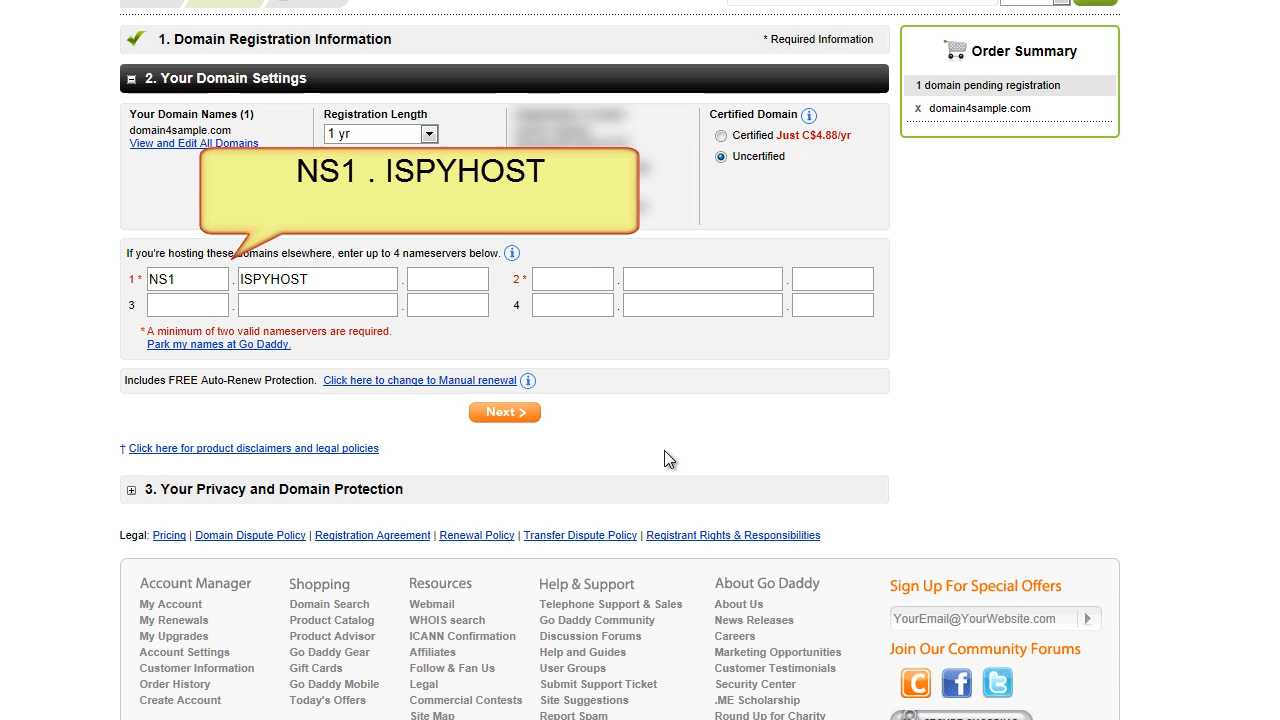 1. Domain Registration Information
* Required Information
2. Your Domain Settings
Your Domain Names (1)
domain4sample.com
View and Edit All Domains
Registration Length
1 yr
Certified Domain i
Certified Just C$4.88/yr
Uncertified
NS1 . ISPYHOST
If you're hosting these domains elsewhere, enter up to 4 nameservers below. i
1 * NS1 . ISPYHOST .
2 * . .
3 . .
4 . .
* A minimum of two valid nameservers are required.
Park my names at Go Daddy.
Includes FREE Auto-Renew Protection. Click here to change to Manual renewal i
Next >
† Click here for product disclaimers and legal policies
3. Your Privacy and Domain Protection
Order Summary
1 domain pending registration
x domain4sample.com
Legal: Pricing | Domain Dispute Policy | Registration Agreement | Renewal Policy | Transfer Dispute Policy | Registrant Rights & Responsibilities
Account Manager
My Account
My Renewals
My Upgrades
Account Settings
Customer Information
Order History
Create Account
Shopping
Domain Search
Product Catalog
Product Advisor
Go Daddy Gear
Gift Cards
Go Daddy Mobile
Today's Offers
Resources
Webmail
WHOIS search
ICANN Confirmation
Affiliates
Follow & Fan Us
Legal
Commercial Contests
Site Map
Help & Support
Telephone Support & Sales
Go Daddy Community
Discussion Forums
Help and Guides
User Groups
Submit Support Ticket
Site Suggestions
Report Spam
About Go Daddy
About Us
News Releases
Careers
Marketing Opportunities
Customer Testimonials
Security Center
.ME Scholarship
Round Up for Charity
Sign Up For Special Offers
YourEmail@YourWebsite.com
Join Our Community Forums